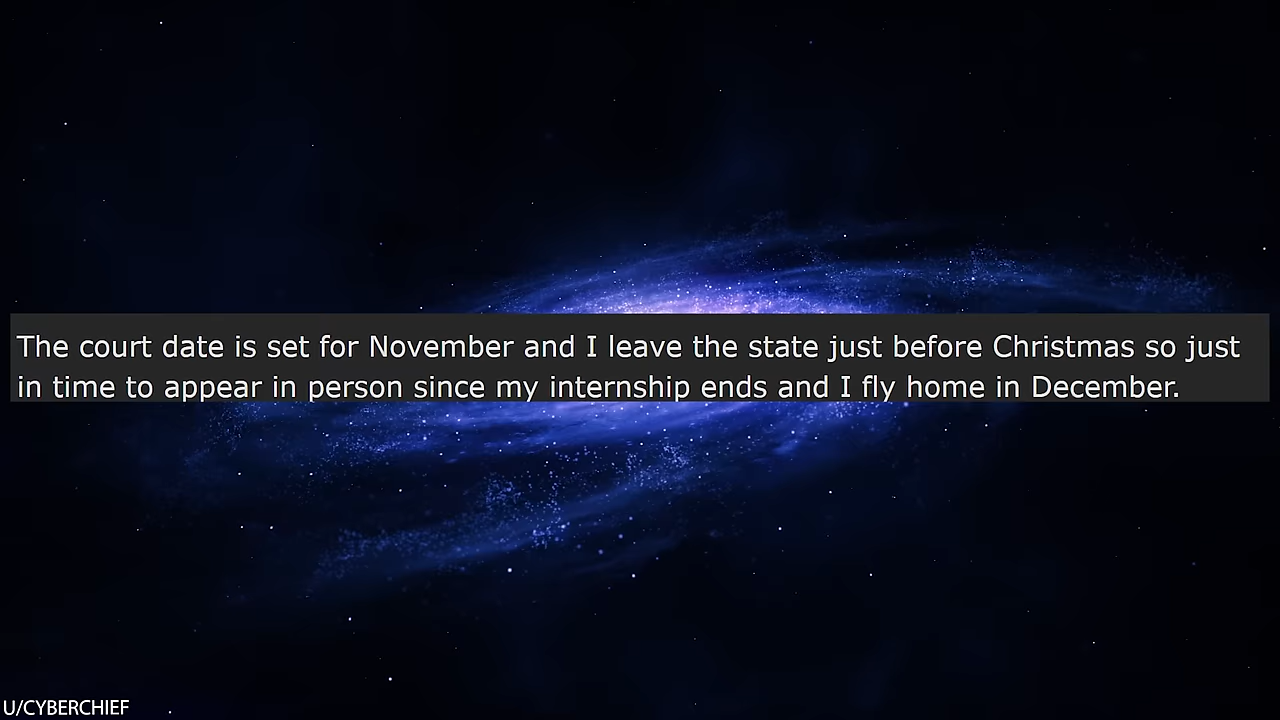 The court date is set for November and I leave the state just before Christmas so just
in time to appear in person since my internship ends and I fly home in December.
U/CYBERCHIEF